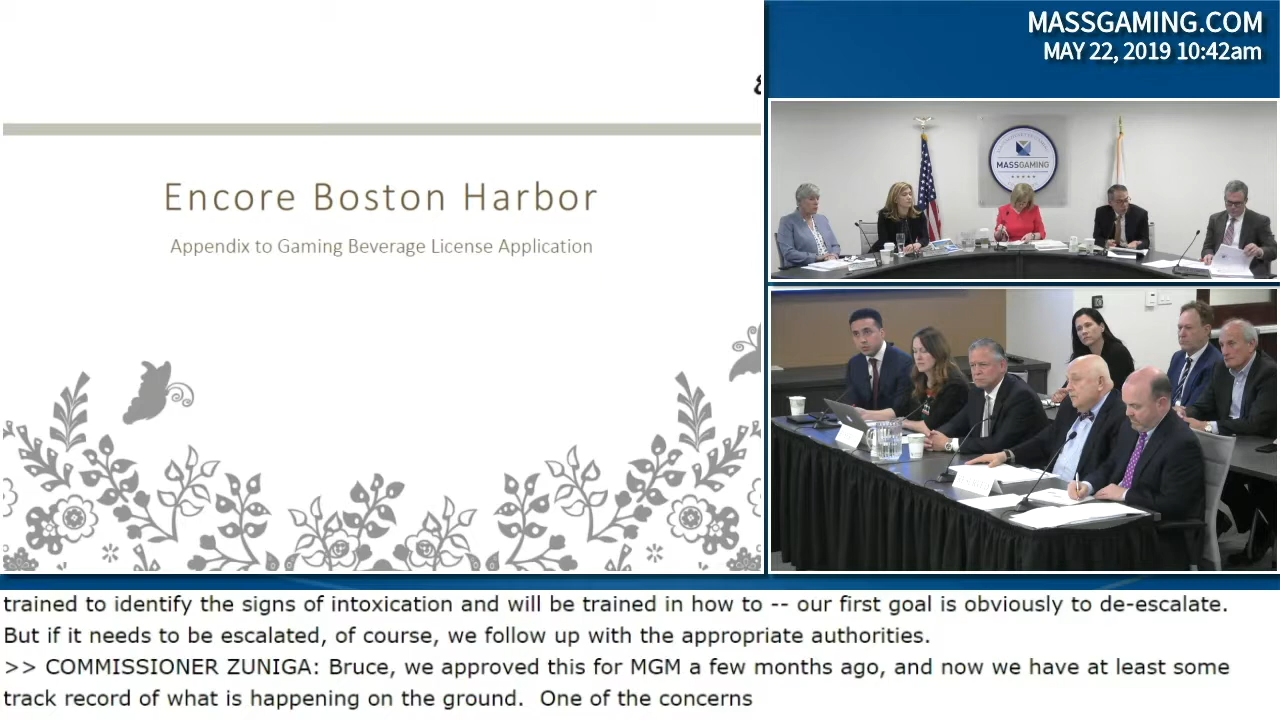 MASSGAMING.COM
MAY 22, 2019 10:42am
Encore Boston Harbor
Appendix to Gaming Beverage License Application
MASSGAMING
trained to identify the signs of intoxication and will be trained in how to -- our first goal is obviously to de-escalate.
But if it needs to be escalated, of course, we follow up with the appropriate authorities.
>> COMMISSIONER ZUNIGA: Bruce, we approved this for MGM a few months ago, and now we have at least some
track record of what is happening on the ground.  One of the concerns